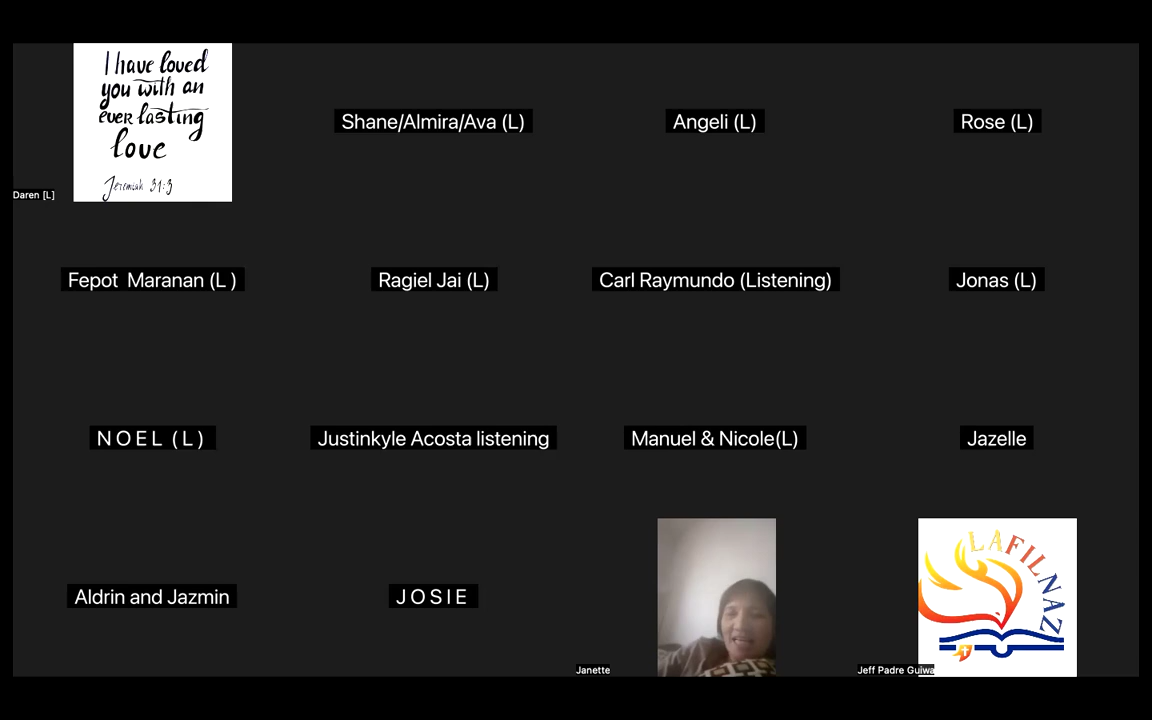 I have loved
you with an
ever lasting
love
Jeremiah 31:3
Daren [L]
Shane/Almira/Ava (L)
Angeli (L)
Rose (L)
Fepot  Maranan (L )
Ragiel Jai (L)
Carl Raymundo (Listening)
Jonas (L)
N O E L  ( L )
Justinkyle Acosta listening
Manuel & Nicole(L)
Jazelle
Aldrin and Jazmin
J O S I E
Janette
LAFILNAZ
Jeff Padre Guiwa